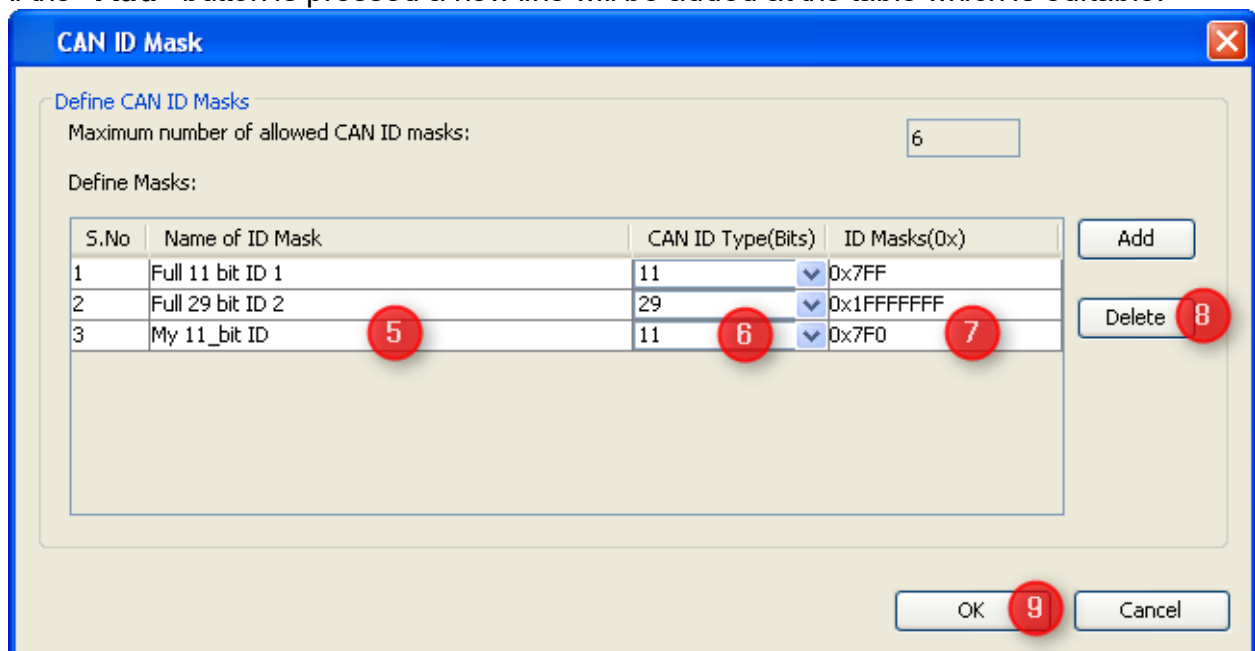 CAN ID Mask
Define CAN ID Masks
Maximum number of allowed CAN ID masks: 6
Define Masks:
S.No Name of ID Mask CAN ID Type(Bits) ID Masks(0x) Add
1 Full 11 bit ID 1 11 0x7FF
2 Full 29 bit ID 2 29 0x1FFFFFFF
Delete 8
3 My 11_bit ID 5 11 6 0x7F0 7
OK 9 Cancel